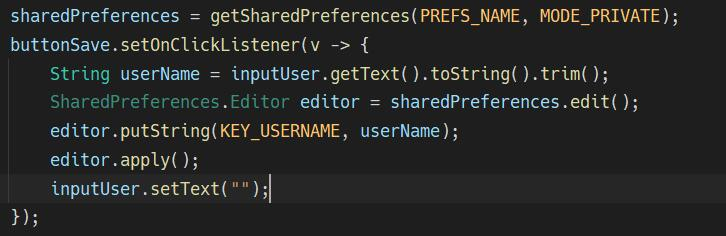 sharedPreferences = getSharedPreferences(PREFS_NAME, MODE_PRIVATE);
buttonSave.setOnClickListener(v -> {
    String userName = inputUser.getText().toString().trim();
    SharedPreferences.Editor editor = sharedPreferences.edit();
    editor.putString(KEY_USERNAME, userName);
    editor.apply();
    inputUser.setText("");
});